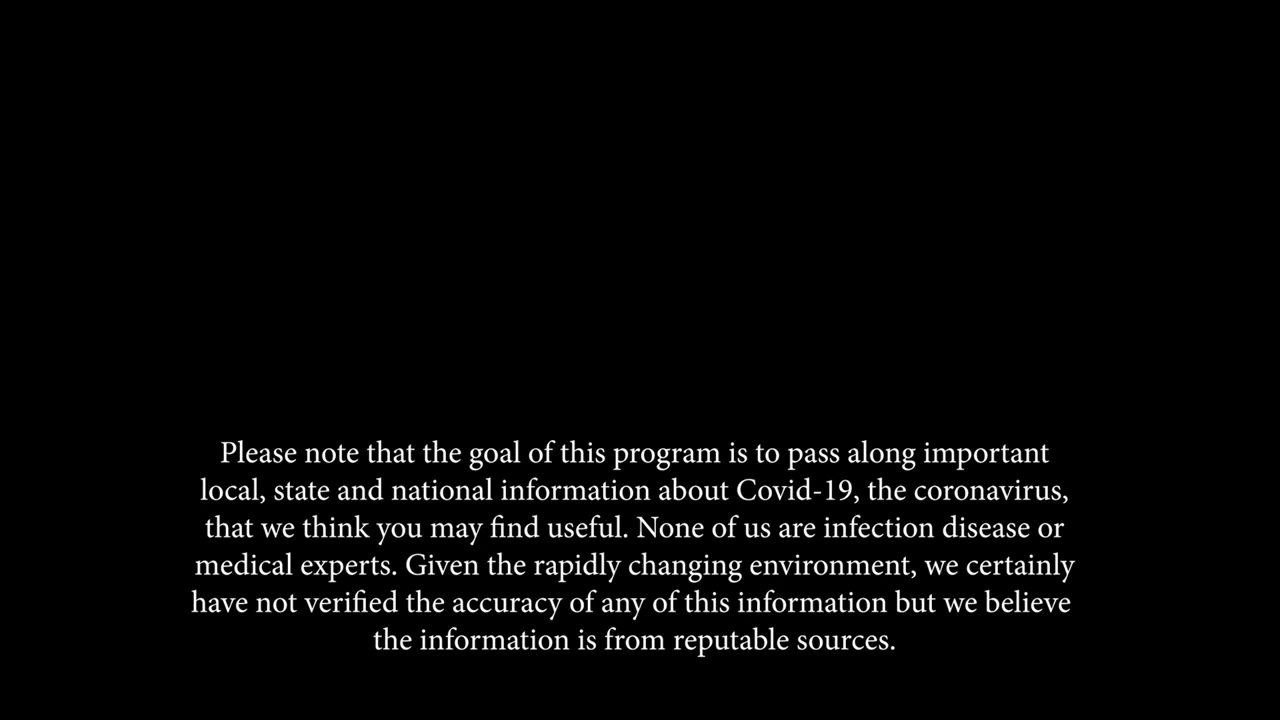 Please note that the goal of this program is to pass along important
local, state and national information about Covid-19, the coronavirus,
that we think you may find useful. None of us are infection disease or
medical experts. Given the rapidly changing environment, we certainly
have not verified the accuracy of any of this information but we believe
the information is from reputable sources.